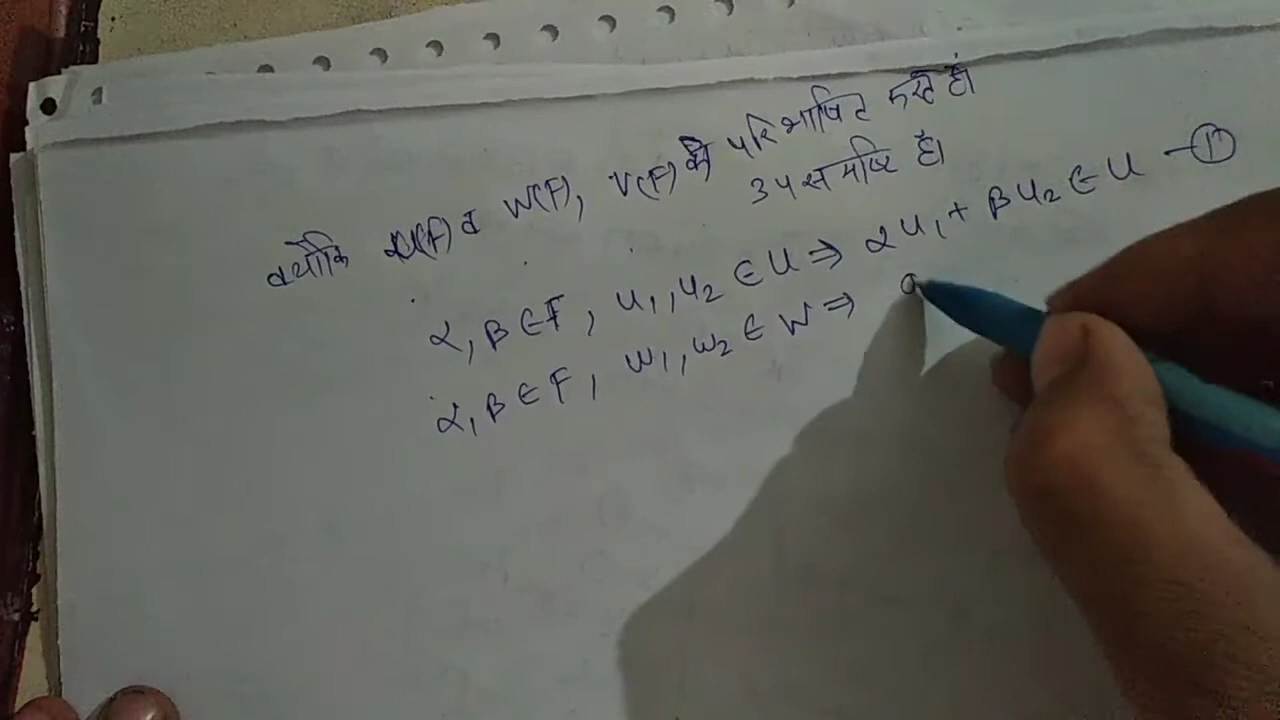 क्योंकि U(F) व W(F), V(F) को परिभाषित करते हैं।
उपसमष्टि हैं।
α, β ∈ F, u₁, u₂ ∈ U ⇒ αu₁ + βu₂ ∈ U —①
α, β ∈ F, w₁, w₂ ∈ W ⇒